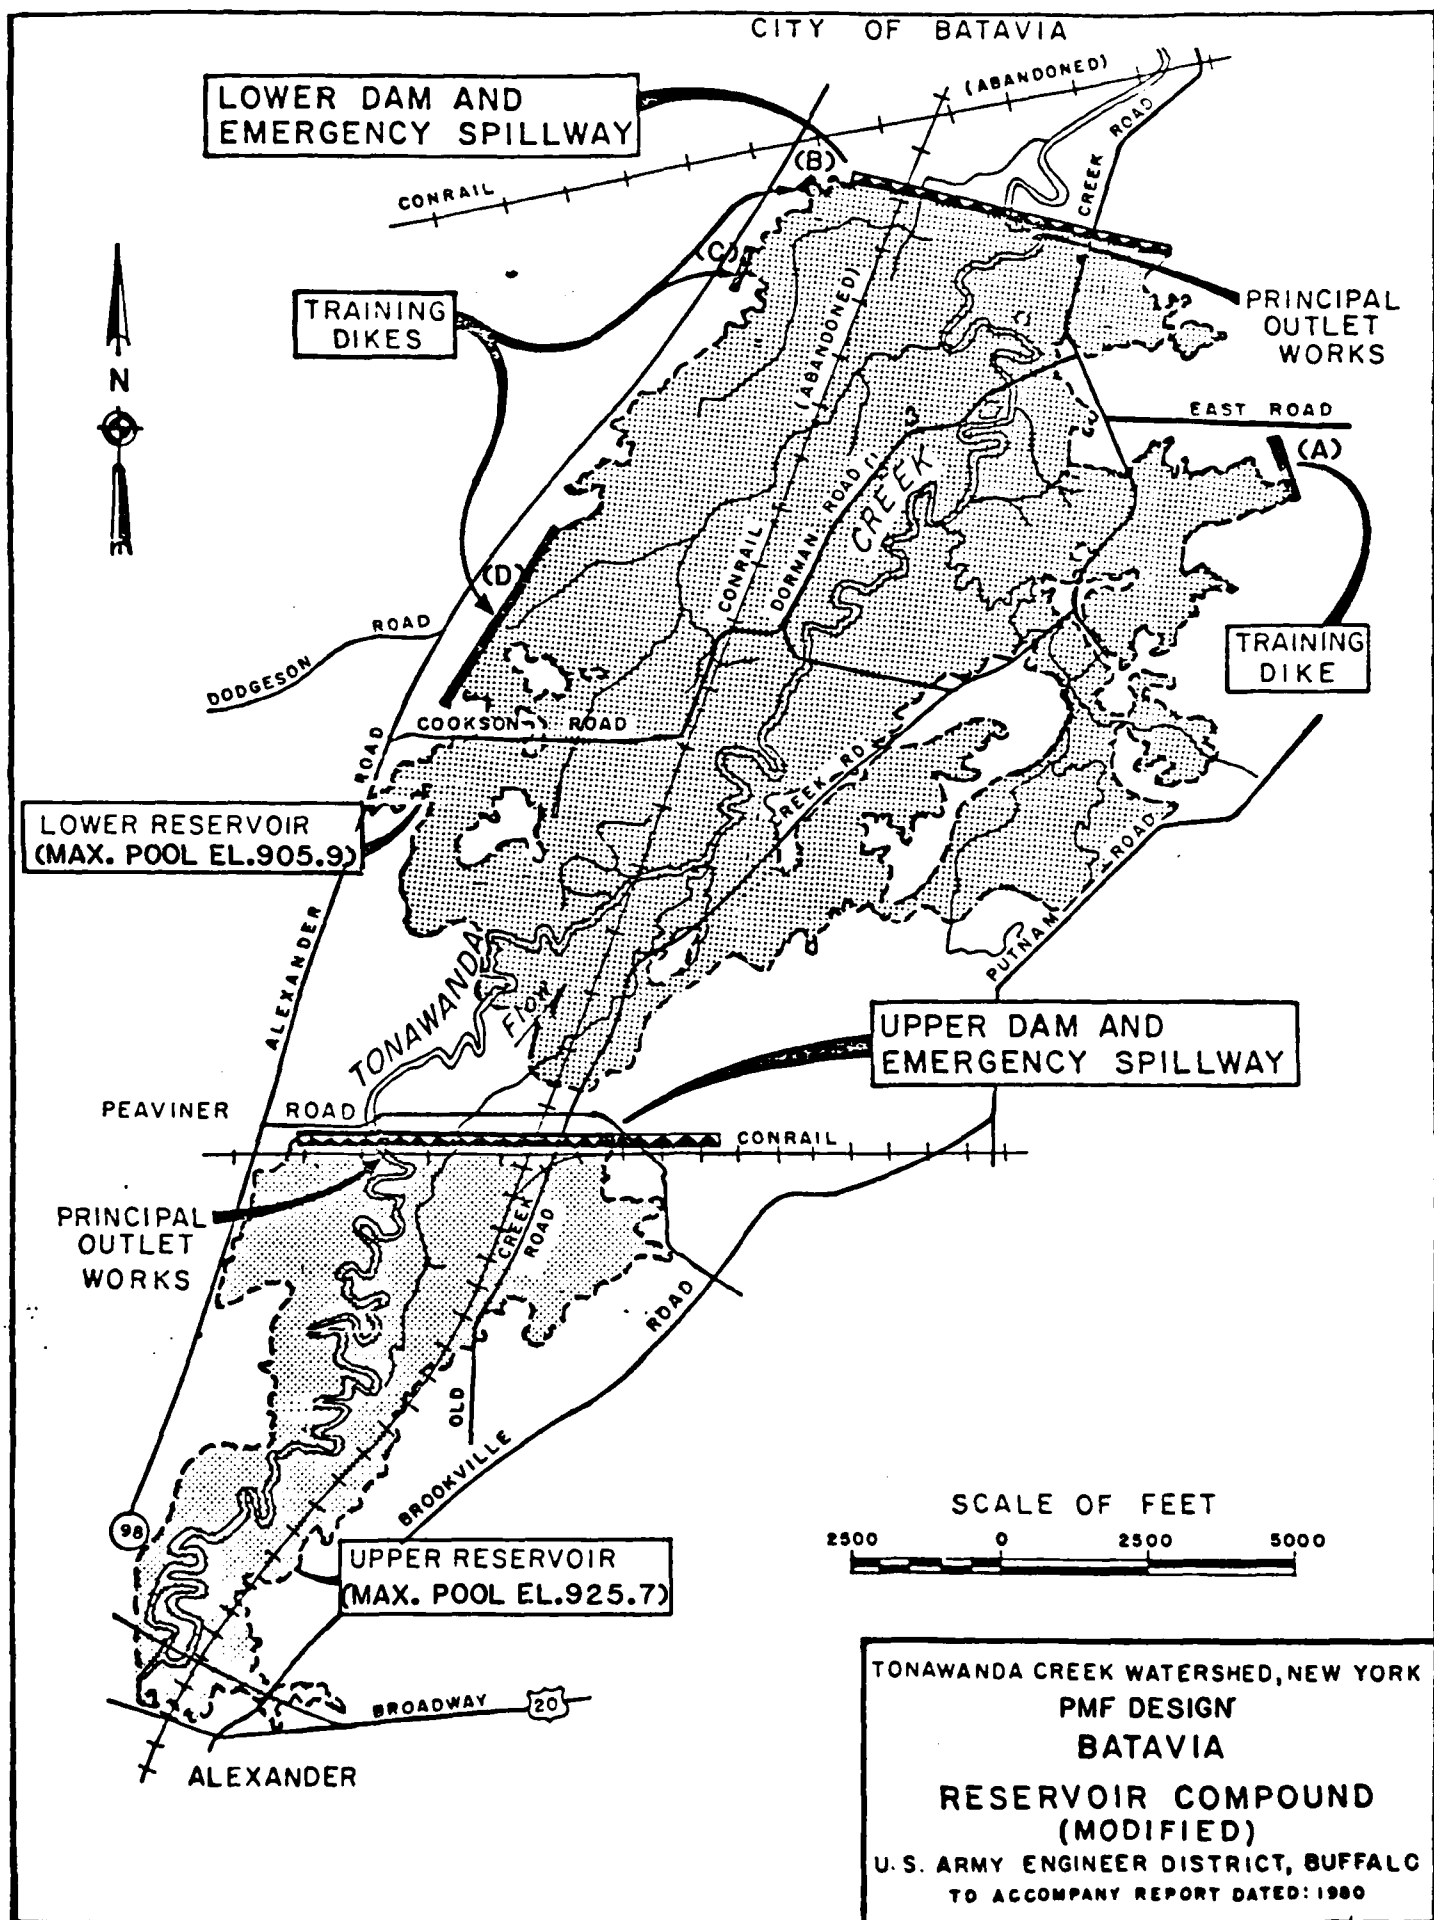 CITY OF BATAVIA
(ABANDONED)
LOWER DAM AND
EMERGENCY SPILLWAY
ROAD
(B)
CONRAIL
CREEK
(C)
(ABANDONED)
TRAINING
DIKES
PRINCIPAL
OUTLET
WORKS
N
EAST ROAD
(A)
CREEK
DORMAN ROAD
CONRAIL
(D)
ROAD
DODGESON
TRAINING
DIKE
COOKSON ROAD
ROAD
REEK RD
LOWER RESERVOIR
(MAX. POOL EL.905.9)
PUTNAM ROAD
ALEXANDER
TONAWANDA
Flow
UPPER DAM AND
EMERGENCY SPILLWAY
PEAVINER ROAD
CONRAIL
PRINCIPAL
OUTLET
WORKS
CREEK
ROAD
ROAD
OLD
BROOKVILLE
98
SCALE OF FEET
2500 0 2500 5000
UPPER RESERVOIR
(MAX. POOL EL.925.7)
BROADWAY 20
ALEXANDER
TONAWANDA CREEK WATERSHED, NEW YORK
PMF DESIGN
BATAVIA
RESERVOIR COMPOUND
(MODIFIED)
U.S. ARMY ENGINEER DISTRICT, BUFFALO
TO ACCOMPANY REPORT DATED: 1980